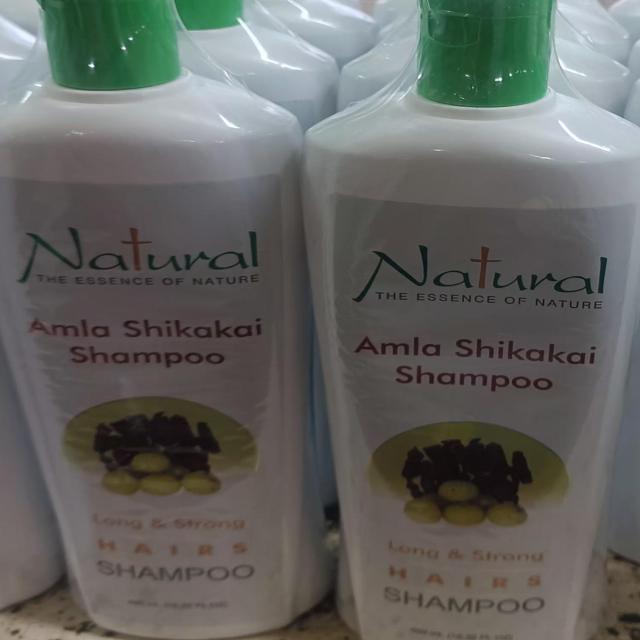 Natural
THE ESSENCE OF NATURE
Amla Shikakai
Shampoo
Long & Strong
HAIRS
SHAMPOO
Natural
THE ESSENCE OF NATURE
Amla Shikakai
Shampoo
Long & Strong
HAIRS
SHAMPOO